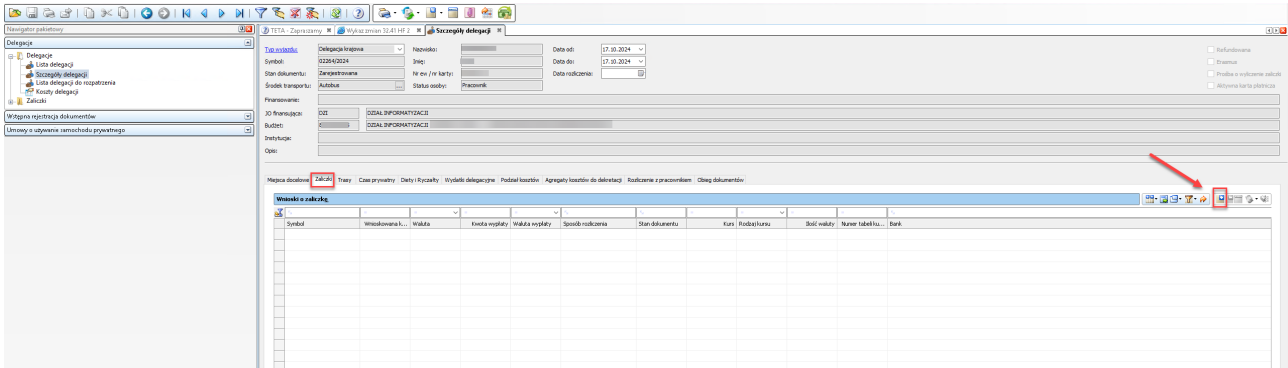 Nawigator pakietowy
TETA - Zapraszamy
Wykaz zmian 32.41 HF 2
Szczegóły delegacji
Delegacje
Delegacje
Lista delegacji
Szczegóły delegacji
Lista delegacji do rozpatrzenia
Koszty delegacji
Zaliczki
Wstępna rejestracja dokumentów
Umowy o używanie samochodu prywatnego
Typ wyjazdu: Delegacja krajowa Nazwisko: Data od: 17.10.2024 Refundowana
Symbol: 02264/2024 Imię: Data do: 17.10.2024 Erasmus
Stan dokumentu: Zarejestrowana Nr ew / nr karty: Data rozliczenia: Prośba o wyliczenie zaliczki
Środek transportu: Autobus ... Status osoby: Pracownik Aktywna karta płatnicza
Finansowanie:
JO finansująca: DZI DZIAŁ INFORMATYZACJI
Budżet: DZIAŁ INFORMATYZACJI
Instytucja:
Opis:
Miejsca docelowe Zaliczki Trasy Czas prywatny Diety i Ryczałty Wydatki delegacyjne Podział kosztów Agregaty kosztów do dekretacji Rozliczenie z pracownikiem Obieg dokumentów
Wnioski o zaliczkę
Symbol Wnioskowana k... Waluta Kwota wypłaty Waluta wypłaty Sposób rozliczenia Stan dokumentu Kurs Rodzaj kursu Ilość waluty Numer tabeli ku... Bank